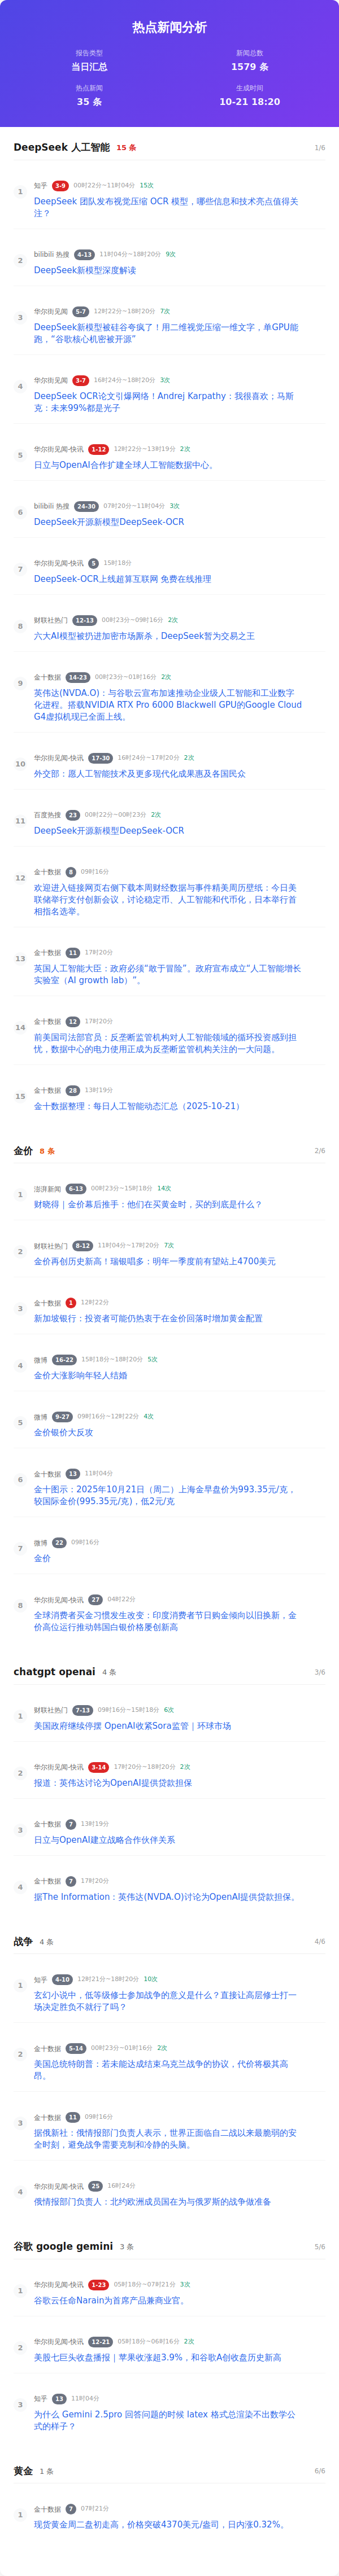 热点新闻分析
报告类型
新闻总数
当日汇总
1579 条
热点新闻
生成时间
35 条
10-21 18:20
DeepSeek 人工智能 15 条 1/6
1
知乎 3-9 00时22分~11时04分 15次
DeepSeek 团队发布视觉压缩 OCR 模型，哪些信息和技术亮点值得关
注？
2
bilibili 热搜 4-13 11时04分~18时20分 9次
DeepSeek新模型深度解读
3
华尔街见闻 5-7 12时22分~18时20分 7次
DeepSeek新模型被硅谷夸疯了！用二维视觉压缩一维文字，单GPU能
跑，“谷歌核心机密被开源”
4
华尔街见闻 3-7 16时24分~18时20分 3次
DeepSeek OCR论文引爆网络！Andrej Karpathy：我很喜欢；马斯
克：未来99%都是光子
5
华尔街见闻-快讯 1-12 12时22分~13时19分 2次
日立与OpenAI合作扩建全球人工智能数据中心。
6
bilibili 热搜 24-30 07时20分~11时04分 3次
DeepSeek开源新模型DeepSeek-OCR
7
华尔街见闻-快讯 5 15时18分
DeepSeek-OCR上线超算互联网 免费在线推理
8
财联社热门 12-13 00时23分~09时16分 2次
六大AI模型被扔进加密市场厮杀，DeepSeek暂为交易之王
9
金十数据 14-23 00时23分~01时16分 2次
英伟达(NVDA.O)：与谷歌云宣布加速推动企业级人工智能和工业数字
化进程。搭载NVIDIA RTX Pro 6000 Blackwell GPU的Google Cloud
G4虚拟机现已全面上线。
10
华尔街见闻-快讯 17-30 16时24分~17时20分 2次
外交部：愿人工智能技术及更多现代化成果惠及各国民众
11
百度热搜 23 00时22分~00时23分 2次
DeepSeek开源新模型DeepSeek-OCR
12
金十数据 8 09时16分
欢迎进入链接网页右侧下载本周财经数据与事件精美周历壁纸：今日美
联储举行支付创新会议，讨论稳定币、人工智能和代币化，日本举行首
相指名选举。
13
金十数据 11 17时20分
英国人工智能大臣：政府必须“敢于冒险”。政府宣布成立“人工智能增长
实验室（AI growth lab）”。
14
金十数据 12 17时20分
前美国司法部官员：反垄断监管机构对人工智能领域的循环投资感到担
忧，数据中心的电力使用正成为反垄断监管机构关注的一大问题。
15
金十数据 28 13时19分
金十数据整理：每日人工智能动态汇总（2025-10-21）
金价 8 条 2/6
1
澎湃新闻 6-13 00时23分~15时18分 14次
财晓得｜金价幕后推手：他们在买黄金时，买的到底是什么？
2
财联社热门 8-12 11时04分~17时20分 7次
金价再创历史新高！瑞银唱多：明年一季度前有望站上4700美元
3
金十数据 1 12时22分
新加坡银行：投资者可能仍热衷于在金价回落时增加黄金配置
4
微博 16-22 15时18分~18时20分 5次
金价大涨影响年轻人结婚
5
微博 9-27 09时16分~12时22分 4次
金价银价大反攻
6
金十数据 13 11时04分
金十图示：2025年10月21日（周二）上海金早盘价为993.35元/克，
较国际金价(995.35元/克)，低2元/克
7
微博 22 09时16分
金价
8
华尔街见闻-快讯 27 04时22分
全球消费者买金习惯发生改变：印度消费者节日购金倾向以旧换新，金
价高位运行推动韩国白银价格屡创新高
chatgpt openai 4 条 3/6
1
财联社热门 7-13 09时16分~15时18分 6次
美国政府继续停摆 OpenAI收紧Sora监管｜环球市场
2
华尔街见闻-快讯 3-14 17时20分~18时20分 2次
报道：英伟达讨论为OpenAI提供贷款担保
3
金十数据 7 13时19分
日立与OpenAI建立战略合作伙伴关系
4
金十数据 7 17时20分
据The Information：英伟达(NVDA.O)讨论为OpenAI提供贷款担保。
战争 4 条 4/6
1
知乎 4-10 12时21分~18时20分 10次
玄幻小说中，低等级修士参加战争的意义是什么？直接让高层修士打一
场决定胜负不就行了吗？
2
金十数据 5-14 00时23分~01时16分 2次
美国总统特朗普：若未能达成结束乌克兰战争的协议，代价将极其高
昂。
3
金十数据 11 09时16分
据俄新社：俄情报部门负责人表示，世界正面临自二战以来最脆弱的安
全时刻，避免战争需要克制和冷静的头脑。
4
华尔街见闻-快讯 25 16时24分
俄情报部门负责人：北约欧洲成员国在为与俄罗斯的战争做准备
谷歌 google gemini 3 条 5/6
1
华尔街见闻-快讯 1-23 05时18分~07时21分 3次
谷歌云任命Narain为首席产品兼商业官。
2
华尔街见闻-快讯 12-21 05时18分~06时16分 2次
美股七巨头收盘播报｜苹果收涨超3.9%，和谷歌A创收盘历史新高
3
知乎 13 11时04分
为什么 Gemini 2.5pro 回答问题的时候 latex 格式总渲染不出数学公
式的样子？
黄金 1 条 6/6
1
金十数据 7 07时21分
现货黄金周二盘初走高，价格突破4370美元/盎司，日内涨0.32%。